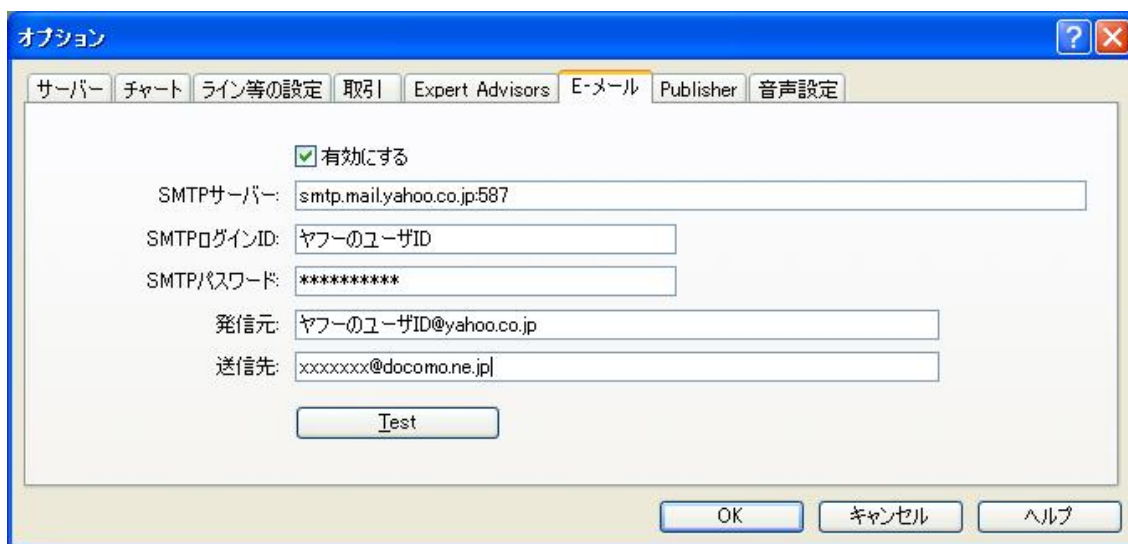 オプション
サーバー チャート ライン等の設定 取引 Expert Advisors E-メール Publisher 音声設定
有効にする
SMTPサーバー: smtp.mail.yahoo.co.jp:587
SMTPログインID: ヤフーのユーザID
SMTPパスワード: **********
発信元: ヤフーのユーザID@yahoo.co.jp
送信先: xxxxxxx@docomo.ne.jp
Test
OK キャンセル ヘルプ